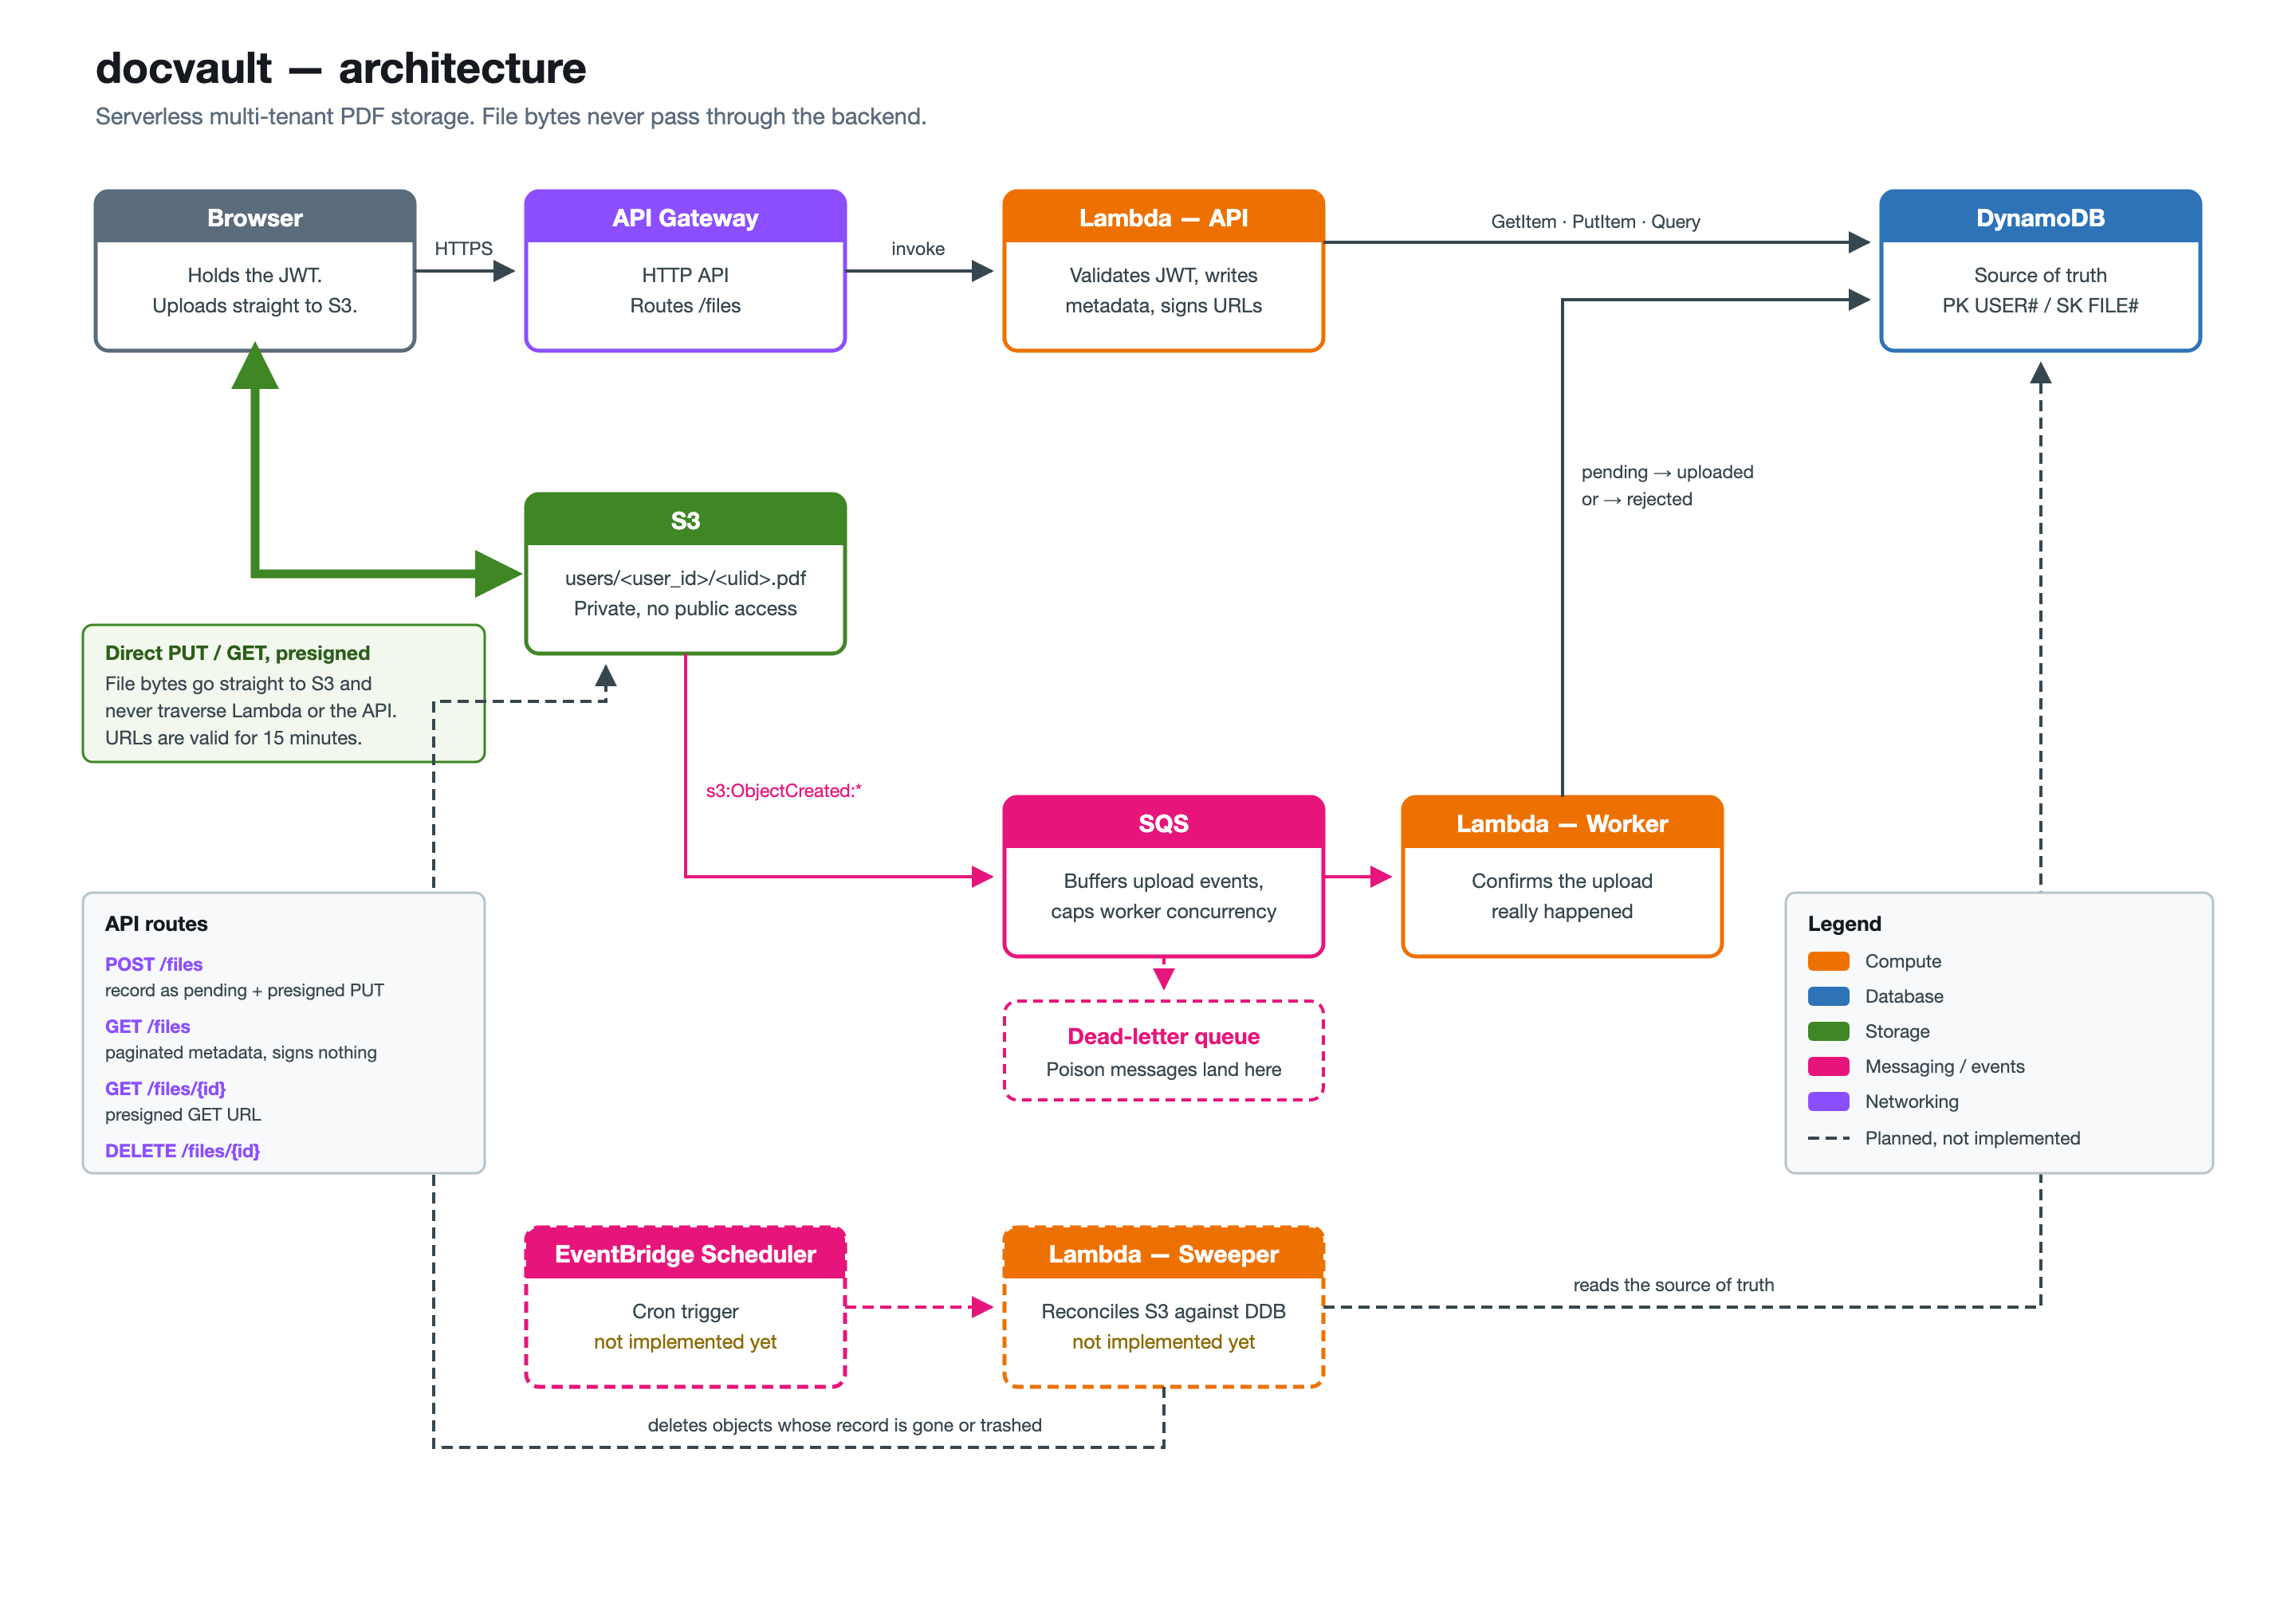 docvault — architecture
Serverless multi-tenant PDF storage. File bytes never pass through the backend.
Browser
Holds the JWT.
Uploads straight to S3.
HTTPS
API Gateway
HTTP API
Routes /files
invoke
Lambda — API
Validates JWT, writes
metadata, signs URLs
GetItem · PutItem · Query
DynamoDB
Source of truth
PK USER# / SK FILE#
pending → uploaded
or → rejected
S3
users/<user_id>/<ulid>.pdf
Private, no public access
Direct PUT / GET, presigned
File bytes go straight to S3 and
never traverse Lambda or the API.
URLs are valid for 15 minutes.
s3:ObjectCreated:*
SQS
Buffers upload events,
caps worker concurrency
Lambda — Worker
Confirms the upload
really happened
Dead-letter queue
Poison messages land here
API routes
POST /files
record as pending + presigned PUT
GET /files
paginated metadata, signs nothing
GET /files/{id}
presigned GET URL
DELETE /files/{id}
Legend
Compute
Database
Storage
Messaging / events
Networking
Planned, not implemented
EventBridge Scheduler
Cron trigger
not implemented yet
Lambda — Sweeper
Reconciles S3 against DDB
not implemented yet
reads the source of truth
deletes objects whose record is gone or trashed